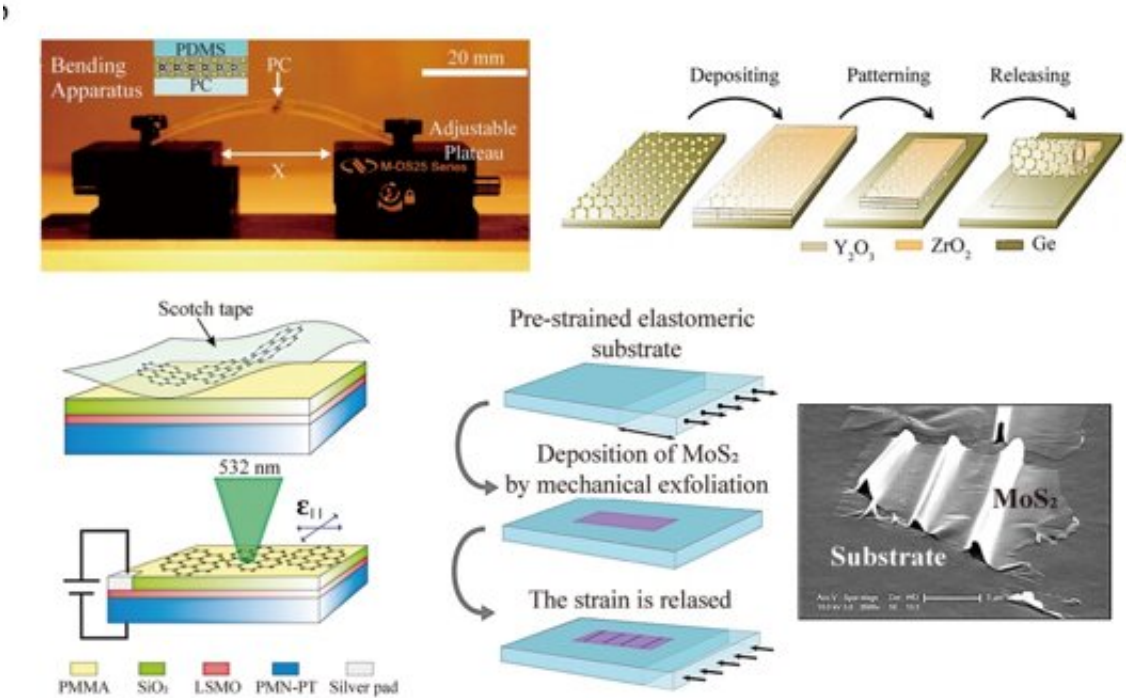 PDMS
PC
Bending
Apparatus
PC
20 mm
Adjustable
Plateau
X
M-OS25 Series
Depositing
Patterning
Releasing
Y₂O₃
ZrO₂
Ge
Scotch tape
532 nm
ε||
PMMA
SiO₂
LSMO
PMN-PT
Silver pad
Pre-strained elastomeric
substrate
Deposition of MoS₂
by mechanical exfoliation
The strain is relased
MoS₂
Substrate